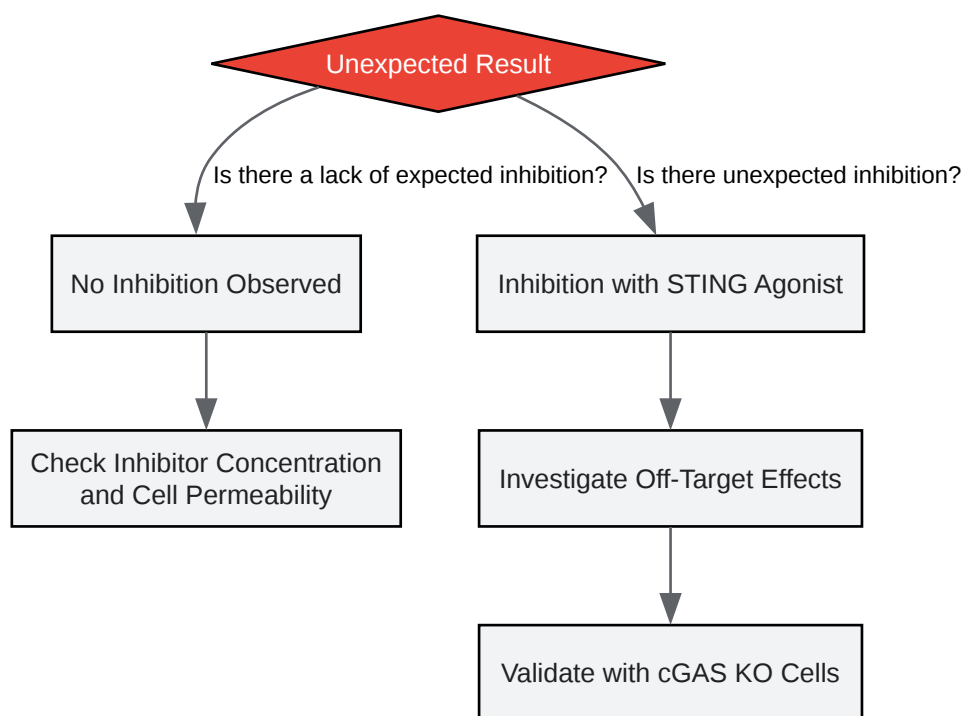 Unexpected Result
Is there a lack of expected inhibition?
Is there unexpected inhibition?
No Inhibition Observed
Inhibition with STING Agonist
Check Inhibitor Concentration
and Cell Permeability
Investigate Off-Target Effects
Validate with cGAS KO Cells